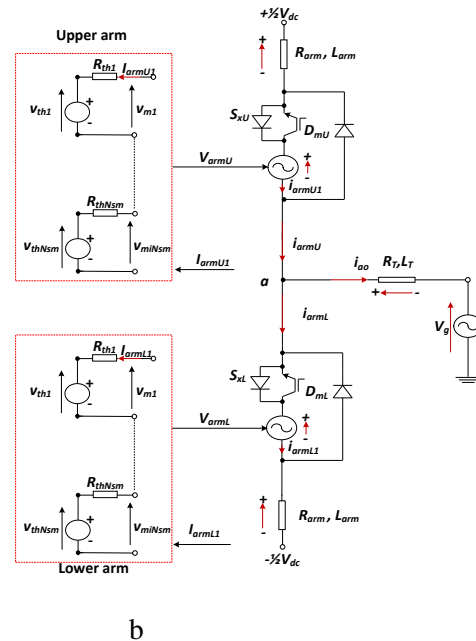 +½Vdc
Upper arm
+
-
Rarm, Larm
Rth1
IarmU1
vth1
+
-
vm1
SxU
DmU
VarmU
+
-
iarmU1
RthNsm
vthNsm
+
-
vmiNsm
IarmU1
iarmU
a
iao
RT,LT
+
-
iarmL
Vg
Rth1
IarmL1
vth1
+
-
vm1
SxL
DmL
VarmL
+
-
iarmL1
RthNsm
vthNsm
+
-
vmiNsm
IarmL1
+
-
Rarm , Larm
Lower arm
-½Vdc
b